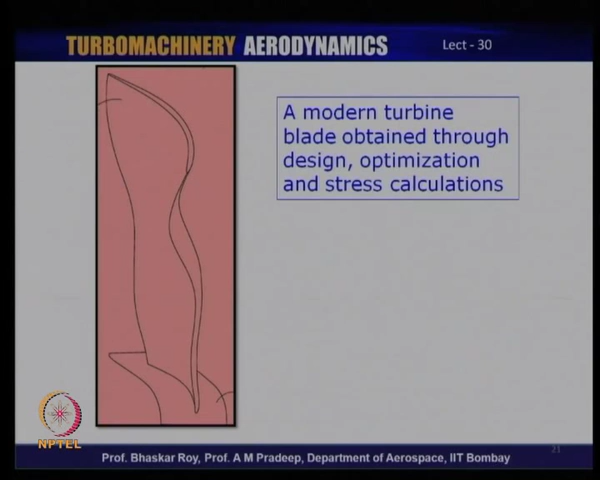 TURBOMACHINERY AERODYNAMICS
Lect - 30
A modern turbine
blade obtained through
design, optimization
and stress calculations
NPTEL
21
Prof. Bhaskar Roy, Prof. A M Pradeep, Department of Aerospace, IIT Bombay